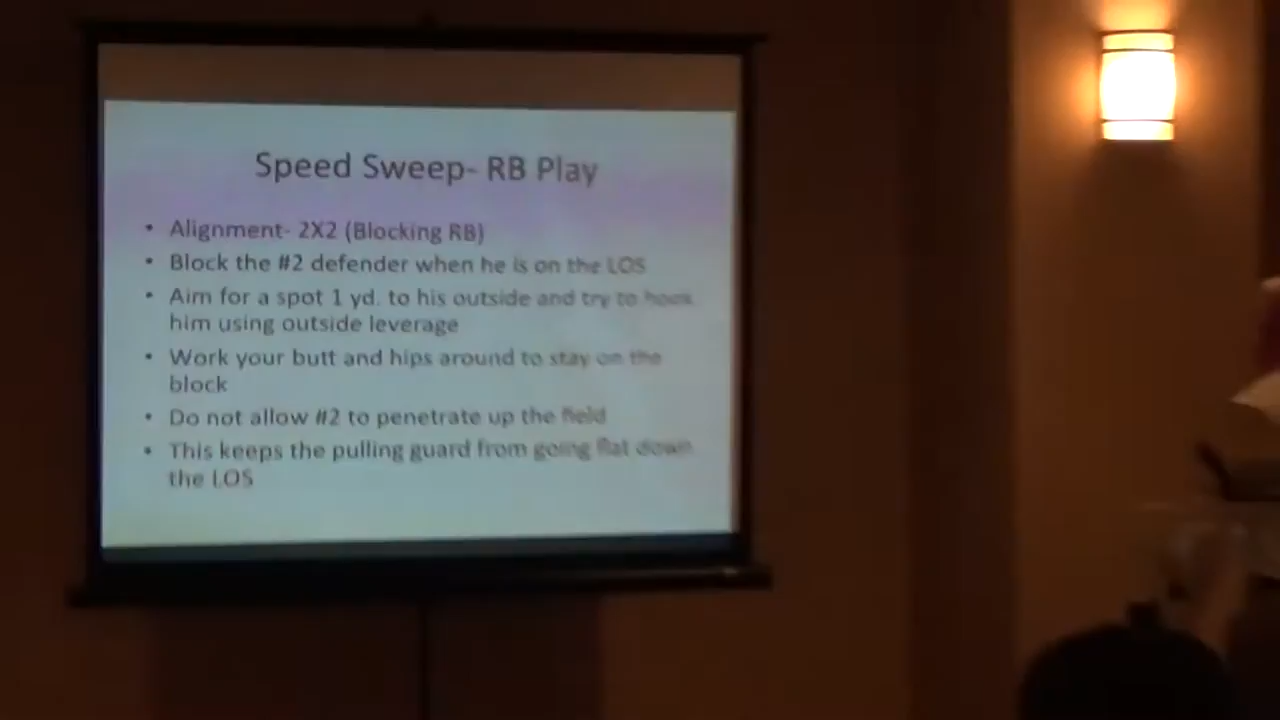 Speed Sweep- RB Play
• Alignment- 2X2 (Blocking RB)
• Block the #2 defender when he is on the LOS
• Aim for a spot 1 yd. to his outside and try to hook
him using outside leverage
• Work your butt and hips around to stay on the
block
• Do not allow #2 to penetrate up the field
• This keeps the pulling guard from going flat down
the LOS